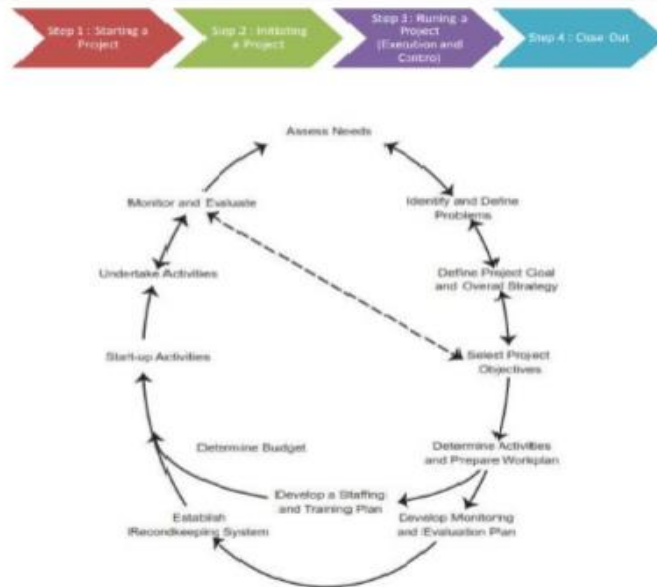 Step 1 : Starting a
Project
Step 2 : Initiating
a Project
Step 3 : Runing a
Project
(Execution and
Control)
Step 4 : Close Out
Assess Needs
Monitor and Evaluate
Identify and Define
Problems
Undertake Activities
Define Project Goal
and Overall Strategy
Start-up Activities
Select Project
Objectives
Determine Budget
Determine Activities
and Prepare Workplan
Develop a Staffing
and Training Plan
Establish
Recordkeeping System
Develop Monitoring
and Evaluation Plan